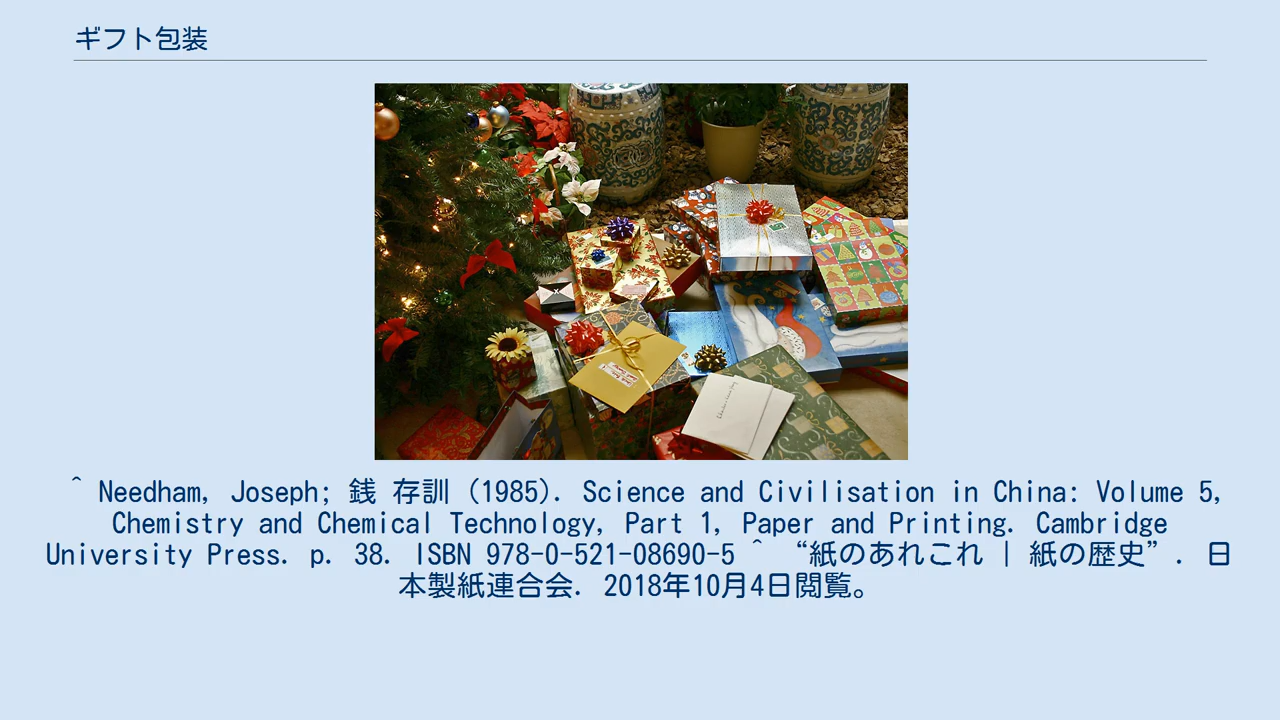 ギフト包装
^ Needham, Joseph; 銭 存訓 (1985). Science and Civilisation in China: Volume 5,
Chemistry and Chemical Technology, Part 1, Paper and Printing. Cambridge
University Press. p. 38. ISBN 978-0-521-08690-5 ^ “紙のあれこれ | 紙の歴史”. 日
本製紙連合会. 2018年10月4日閲覧。